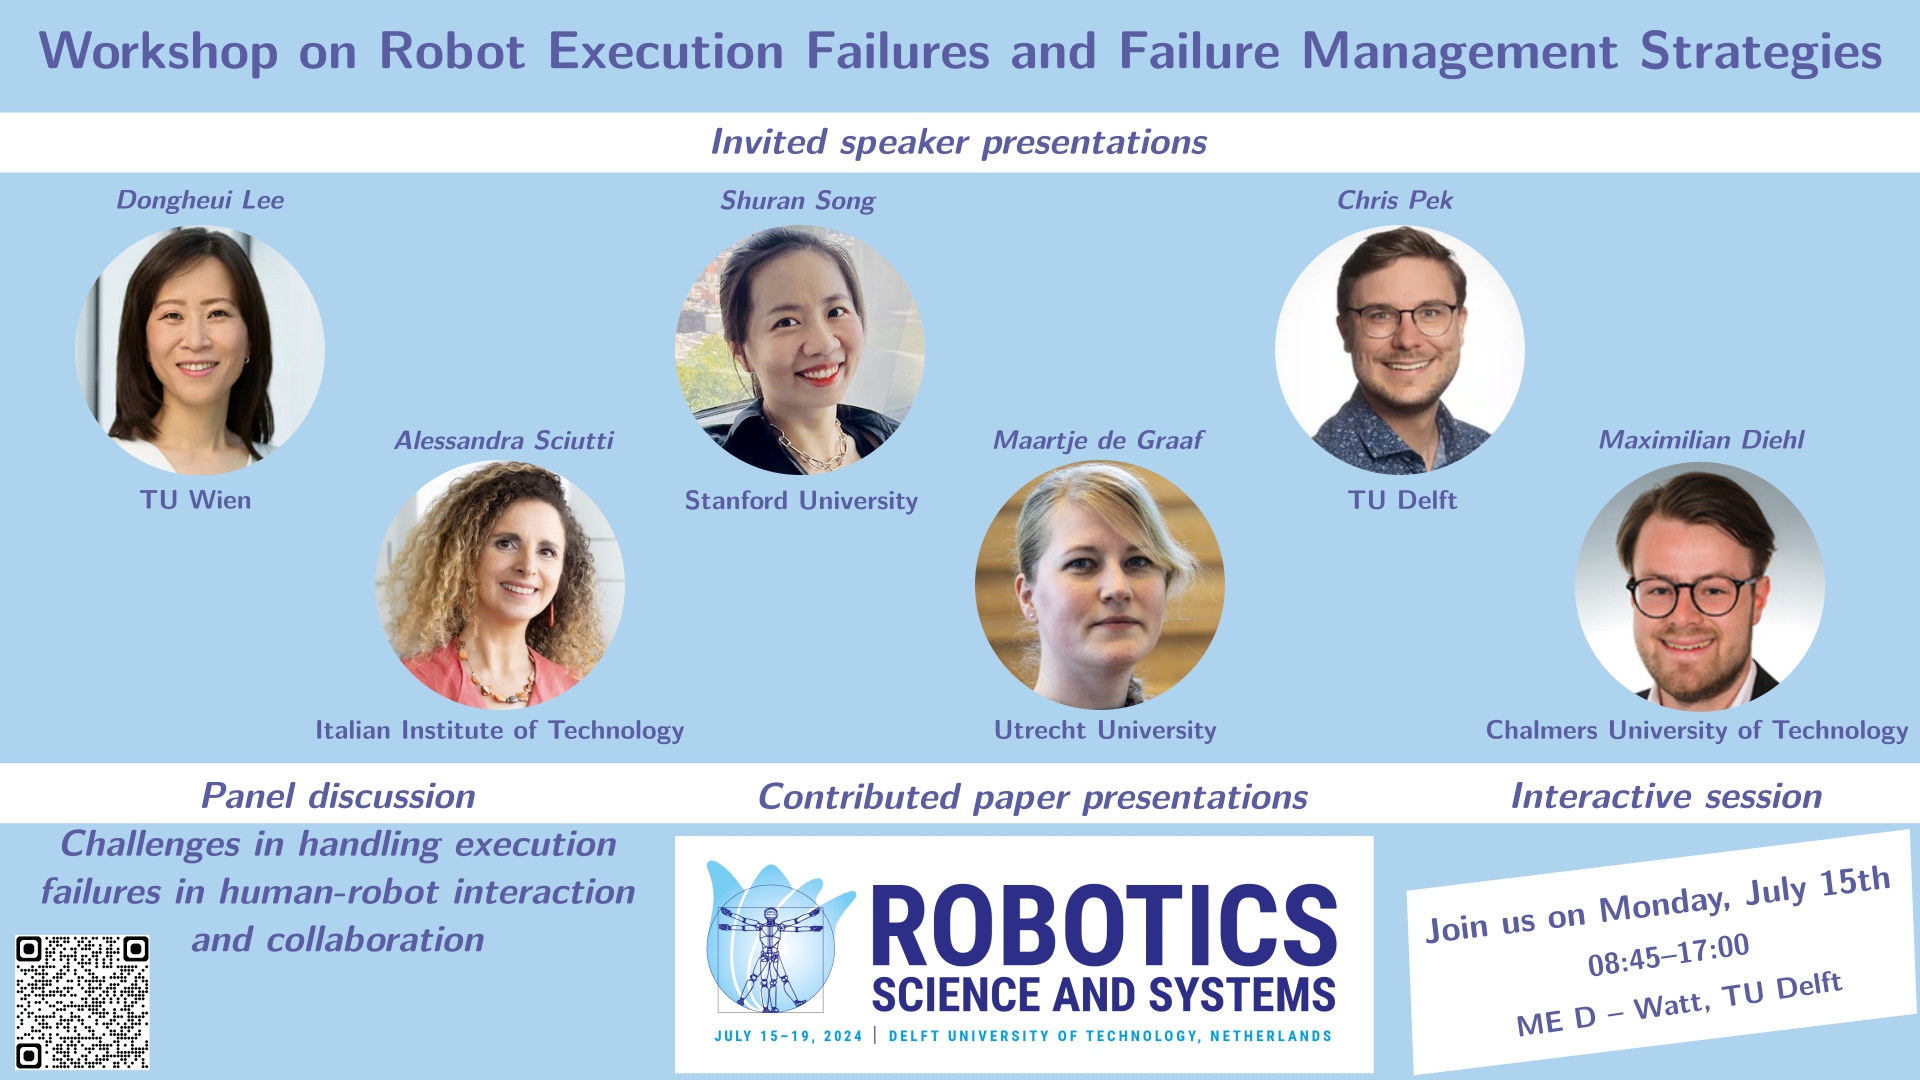 Workshop on Robot Execution Failures and Failure Management Strategies
Invited speaker presentations
Dongheui Lee
TU Wien
Alessandra Sciutti
Italian Institute of Technology
Shuran Song
Stanford University
Maartje de Graaf
Utrecht University
Chris Pek
TU Delft
Maximilian Diehl
Chalmers University of Technology
Panel discussion
Challenges in handling execution
failures in human-robot interaction
and collaboration
Contributed paper presentations
ROBOTICS
SCIENCE AND SYSTEMS
JULY 15–19, 2024 | DELFT UNIVERSITY OF TECHNOLOGY, NETHERLANDS
Interactive session
Join us on Monday, July 15th
08:45–17:00
ME D – Watt, TU Delft